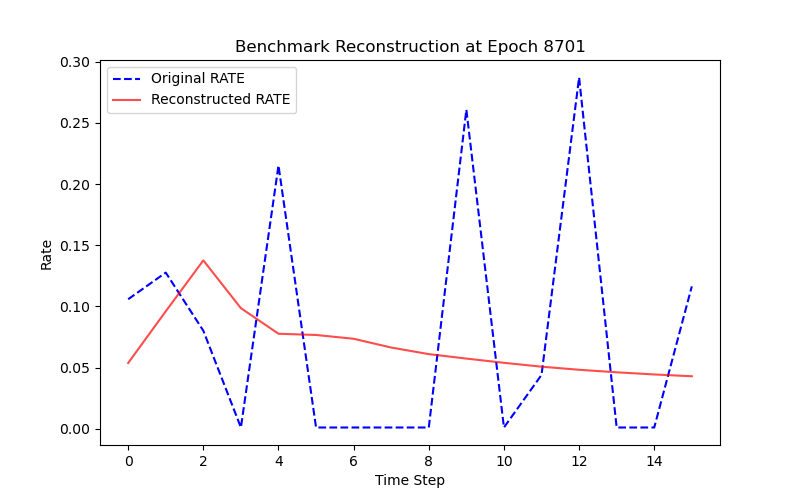 Benchmark Reconstruction at Epoch 8701
Original RATE
Reconstructed RATE
0.30
0.25
0.20
0.15
0.10
0.05
0.00
Rate
0 2 4 6 8 10 12 14
Time Step